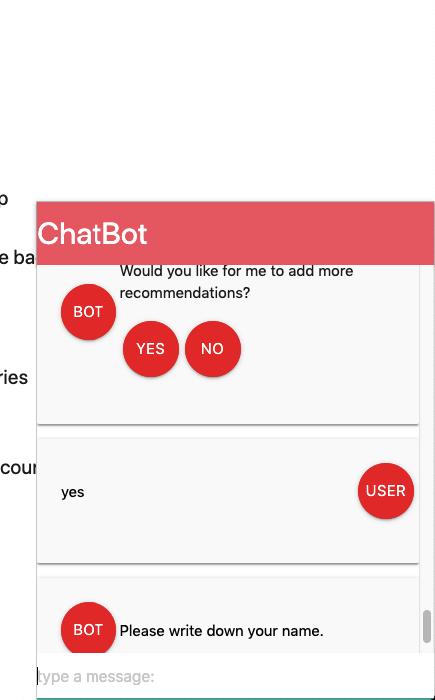 p
ChatBot
e ba
Would you like for me to add more
recommendations?
BOT
YES NO
ries
cour
yes
USER
BOT
Please write down your name.
type a message: